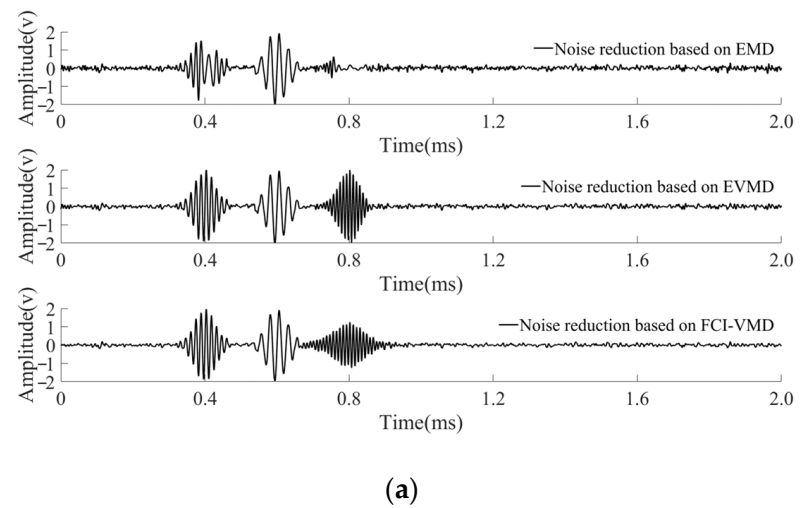 Amplitude(v)
2
1
0
−1
−2
Noise reduction based on EMD
0 0.4 0.8 1.2 1.6 2.0
Time(ms)
Amplitude(v)
2
1
0
−1
−2
Noise reduction based on EVMD
0 0.4 0.8 1.2 1.6 2.0
Time(ms)
Amplitude(v)
2
1
0
−1
−2
Noise reduction based on FCI-VMD
0 0.4 0.8 1.2 1.6 2.0
Time(ms)
(a)